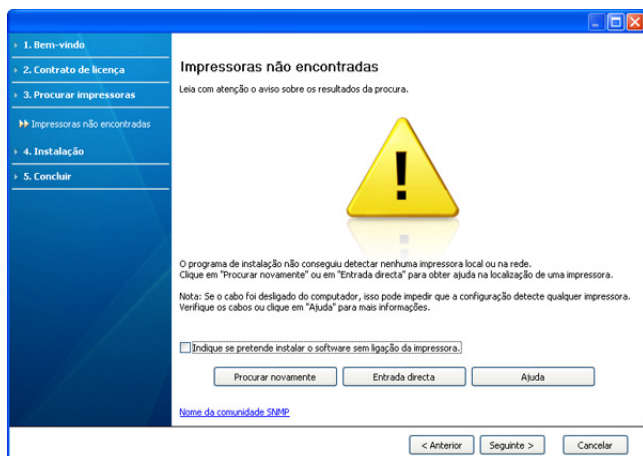 1. Bem-vindo
2. Contrato de licença
3. Procurar impressoras
Impressoras não encontradas
4. Instalação
5. Concluir
Impressoras não encontradas
Leia com atenção o aviso sobre os resultados da procura.
O programa de instalação não conseguiu detectar nenhuma impressora local ou na rede.
Clique em "Procurar novamente" ou em "Entrada directa" para obter ajuda na localização de uma impressora.
Nota: Se o cabo foi desligado do computador, isso pode impedir que a configuração detecte qualquer impressora.
Verifique os cabos ou clique em "Ajuda" para mais informações.
Indique se pretende instalar o software sem ligação da impressora.
Procurar novamente
Entrada directa
Ajuda
Nome da comunidade SNMP
< Anterior
Seguinte >
Cancelar